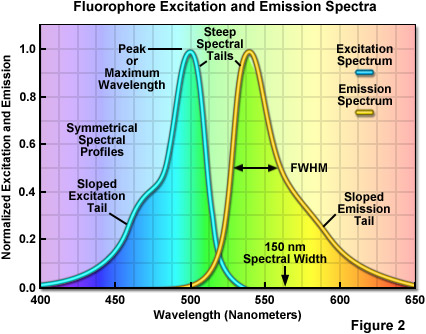 Fluorophore Excitation and Emission Spectra
Normalized Excitation and Emission
1.0
0.8
0.6
0.4
0.2
0.0
Peak
or
Maximum
Wavelength
Steep
Spectral
Tails
Excitation
Spectrum
Emission
Spectrum
Symmetrical
Spectral
Profiles
FWHM
Sloped
Excitation
Tail
Sloped
Emission
Tail
150 nm
Spectral Width
400
450
500
550
600
650
Wavelength (Nanometers)
Figure 2